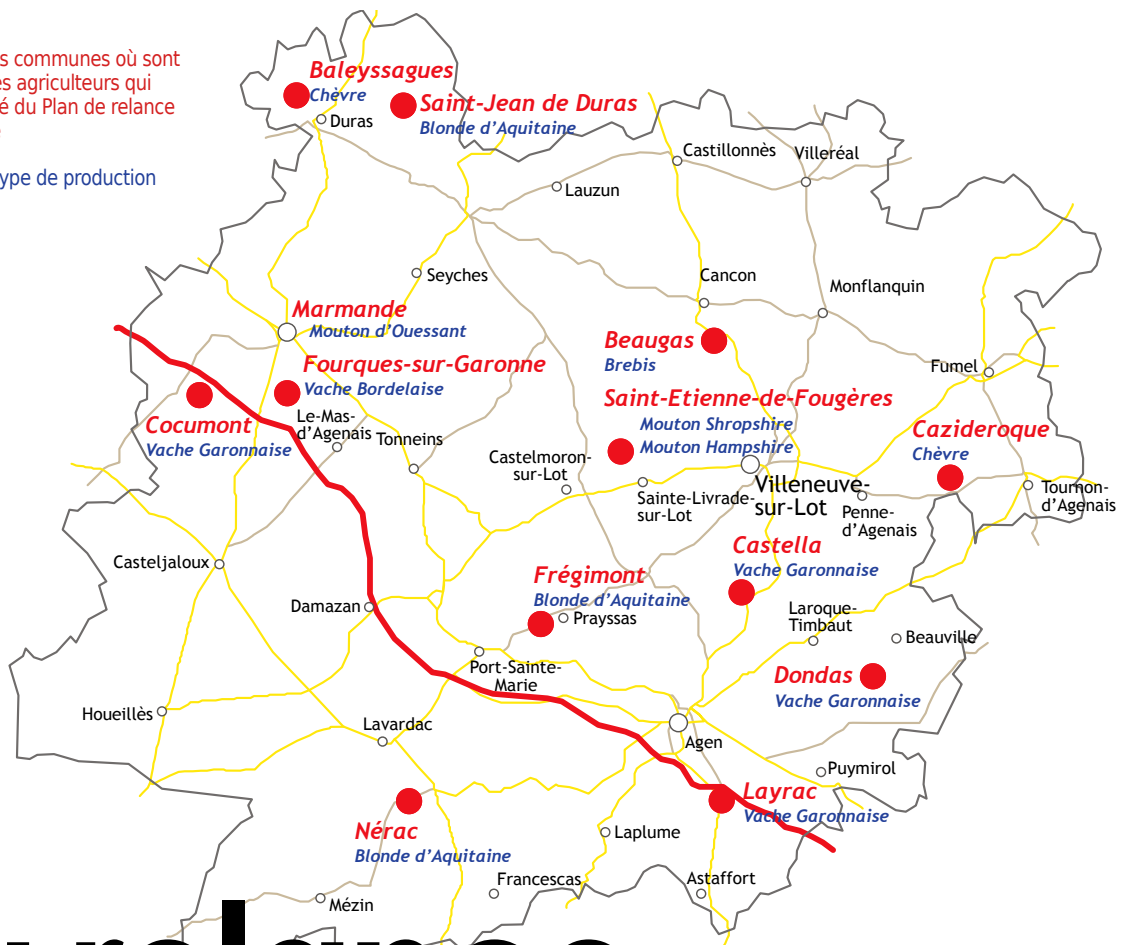 s communes où sont
es agriculteurs qui
é du Plan de relance
ype de production
Baleyssagues
Chèvre
Saint-Jean de Duras
Blonde d'Aquitaine
Duras
Castillonnès
Villeréal
Lauzun
Seyches
Cancon
Monflanquin
Marmande
Mouton d'Ouessant
Beaugas
Brebis
Fourques-sur-Garonne
Vache Bordelaise
Fumel
Cocumont
Vache Garonnaise
Le-Mas-
d'Agenais
Tonneins
Saint-Etienne-de-Fougères
Mouton Shropshire
Mouton Hampshire
Cazideroque
Chèvre
Castelmoron-
sur-Lot
Sainte-Livrade-
sur-Lot
Villeneuve-
sur-Lot
Penne-
d'Agenais
Tournon-
d'Agenais
Castella
Vache Garonnaise
Casteljaloux
Frégimont
Blonde d'Aquitaine
Prayssas
Damazan
Laroque-
Timbaut
Beauville
Port-Sainte-
Marie
Dondas
Vache Garonnaise
Houeillès
Lavardac
Agen
Puymirol
Layrac
Vache Garonnaise
Nérac
Blonde d'Aquitaine
Laplume
Francescas
Astaffort
Mézin